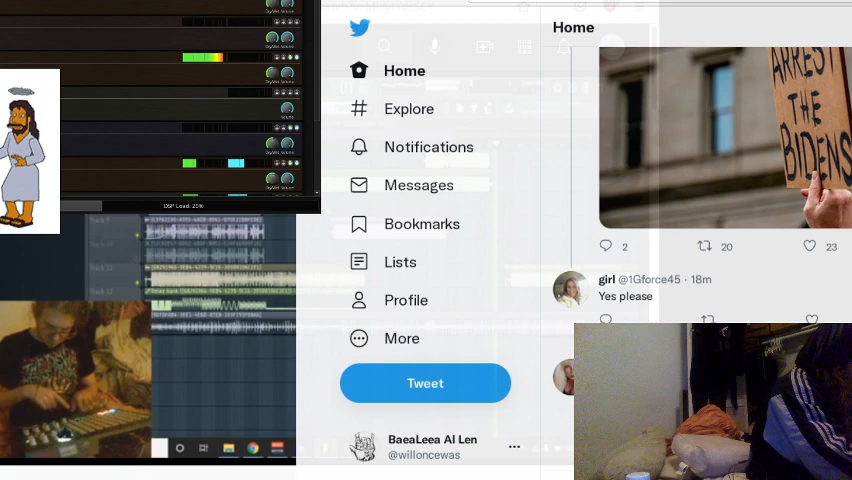 Home
Home
Explore
Notifications
Messages
Bookmarks
Lists
Profile
More
Tweet
BaeaLeea AI Len
@willoncewas
ARREST
THE
BIDENS
2
20
23
girl @1Gforce45 · 18m
Yes please
DSP Load: 20%